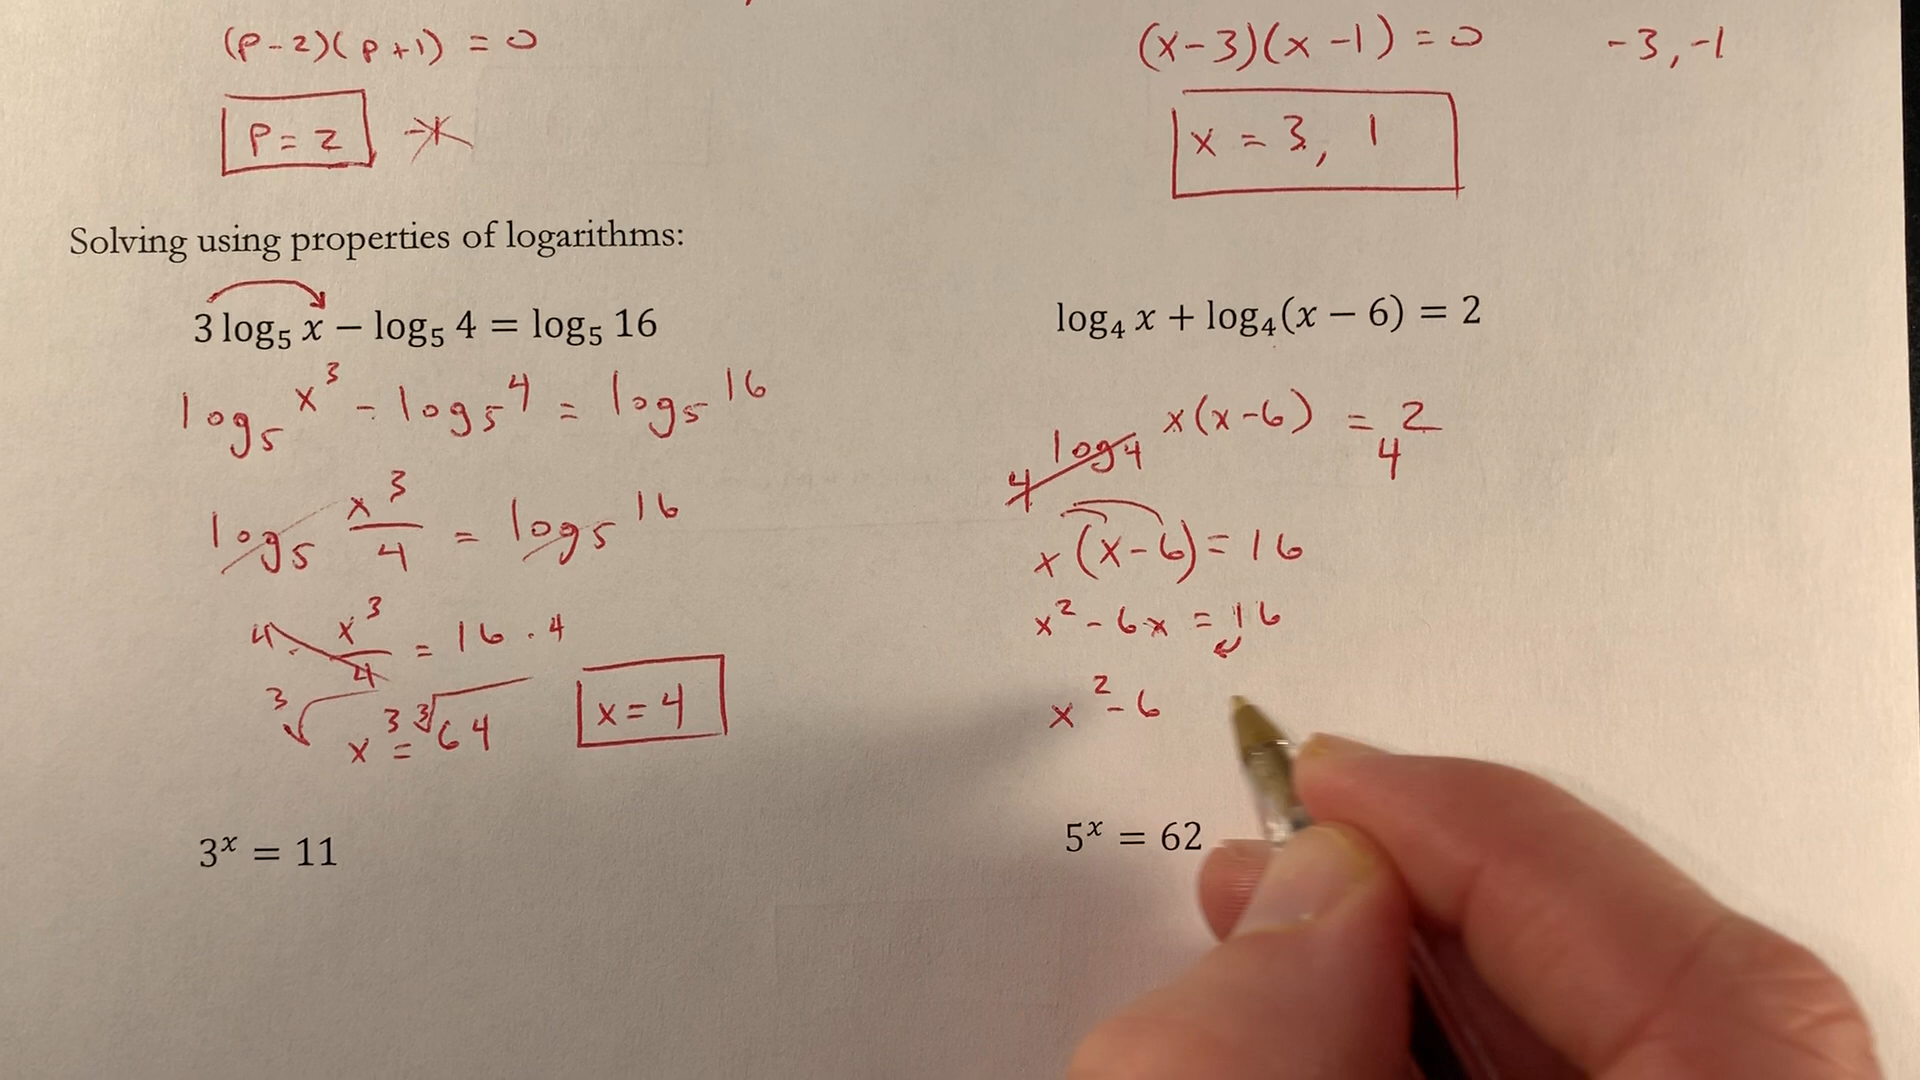 (p-2)(p+1) = 0
p = 2
(x-3)(x-1) = 0
-3, -1
x = 3, 1
Solving using properties of logarithms:
3 log₅ x − log₅ 4 = log₅ 16
log₅ x³ - log₅ 4 = log₅ 16
log₅ x³/4 = log₅ 16
4 · x³/4 = 16 · 4
∛x³ = ∛64
x = 4
log₄ x + log₄(x − 6) = 2
4 log₄ x(x-6) = 4 2
x(x-6) = 16
x² - 6x = 16
x² - 6
3ˣ = 11
5ˣ = 62